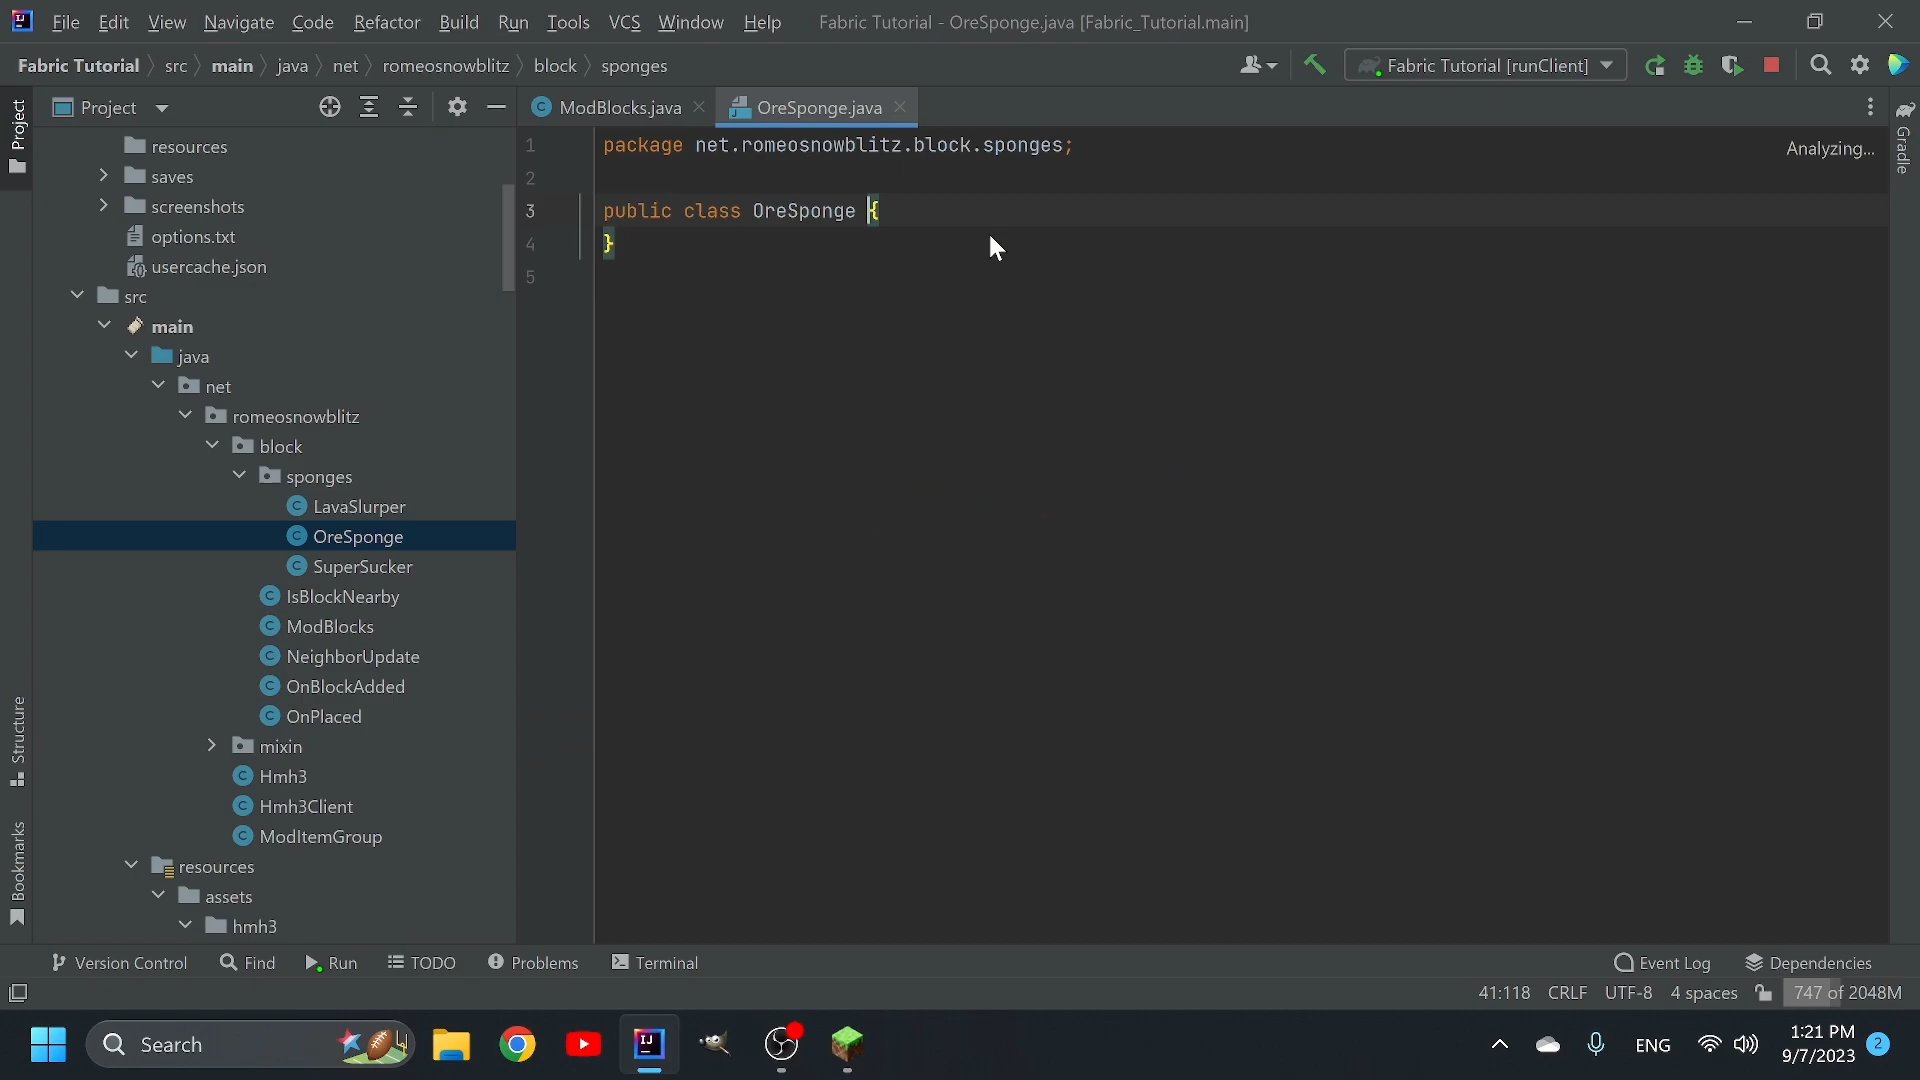 File Edit View Navigate Code Refactor Build Run Tools VCS Window Help Fabric Tutorial - OreSponge.java [Fabric_Tutorial.main]
Fabric Tutorial src main java net romeosnowblitz block sponges Fabric Tutorial [runClient]
Project
ModBlocks.java OreSponge.java
Project
resources
saves
screenshots
options.txt
usercache.json
src
main
java
net
romeosnowblitz
block
sponges
LavaSlurper
OreSponge
SuperSucker
IsBlockNearby
ModBlocks
NeighborUpdate
OnBlockAdded
OnPlaced
mixin
Hmh3
Hmh3Client
ModItemGroup
resources
assets
hmh3
Structure
Bookmarks
1 package net.romeosnowblitz.block.sponges;
2
3 public class OreSponge {
4 }
5
Analyzing...
Gradle
Version Control Find Run TODO Problems Terminal Event Log Dependencies
41:118 CRLF UTF-8 4 spaces 747 of 2048M
Search
ENG
1:21 PM
9/7/2023
2